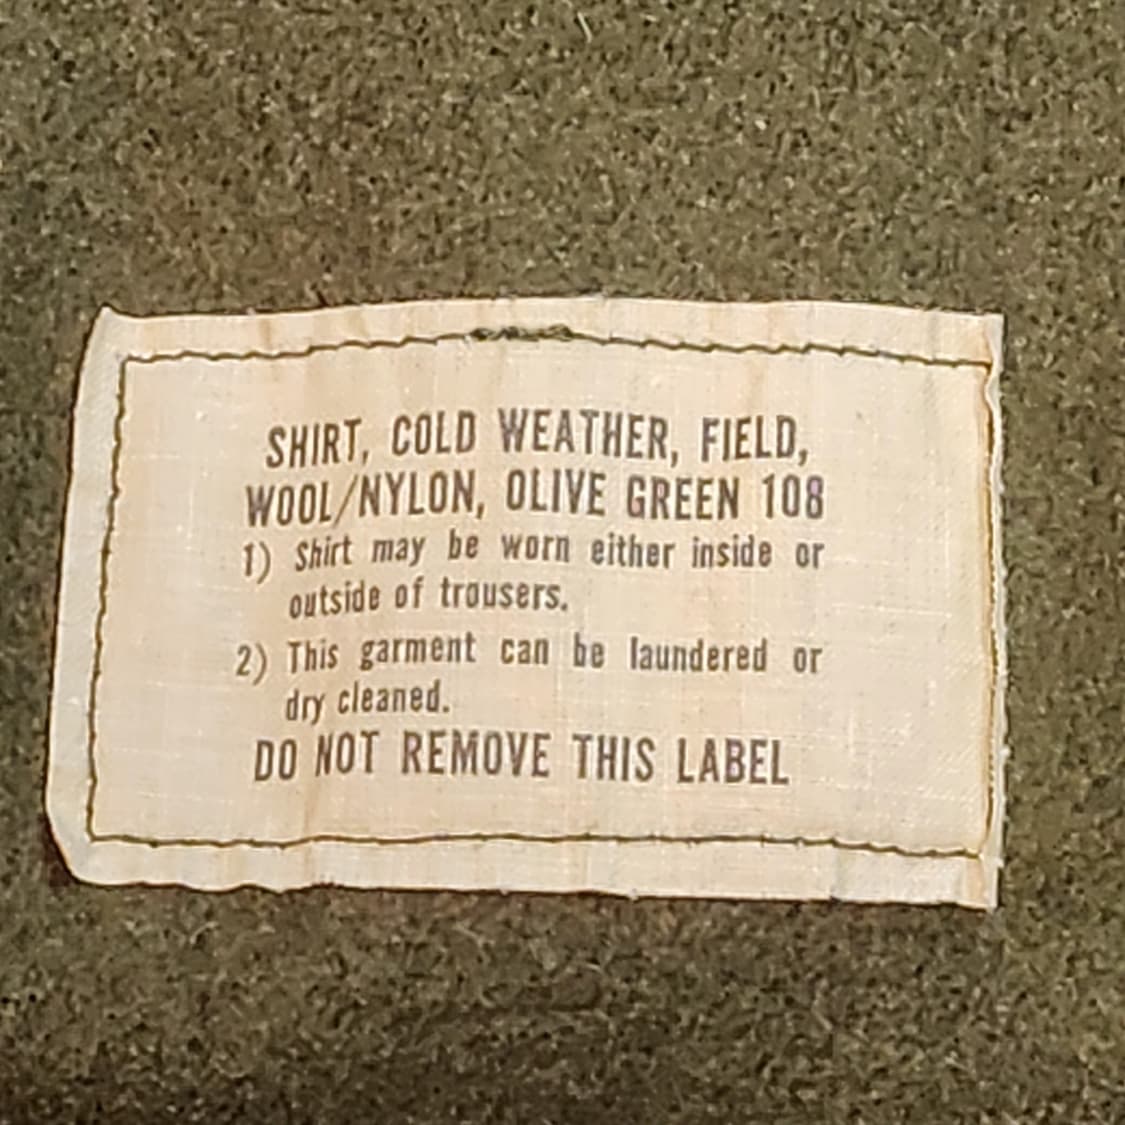 SHIRT, COLD WEATHER, FIELD,
WOOL/NYLON, OLIVE GREEN 108
1) Shirt may be worn either inside or
outside of trousers.
2) This garment can be laundered or
dry cleaned.
DO NOT REMOVE THIS LABEL